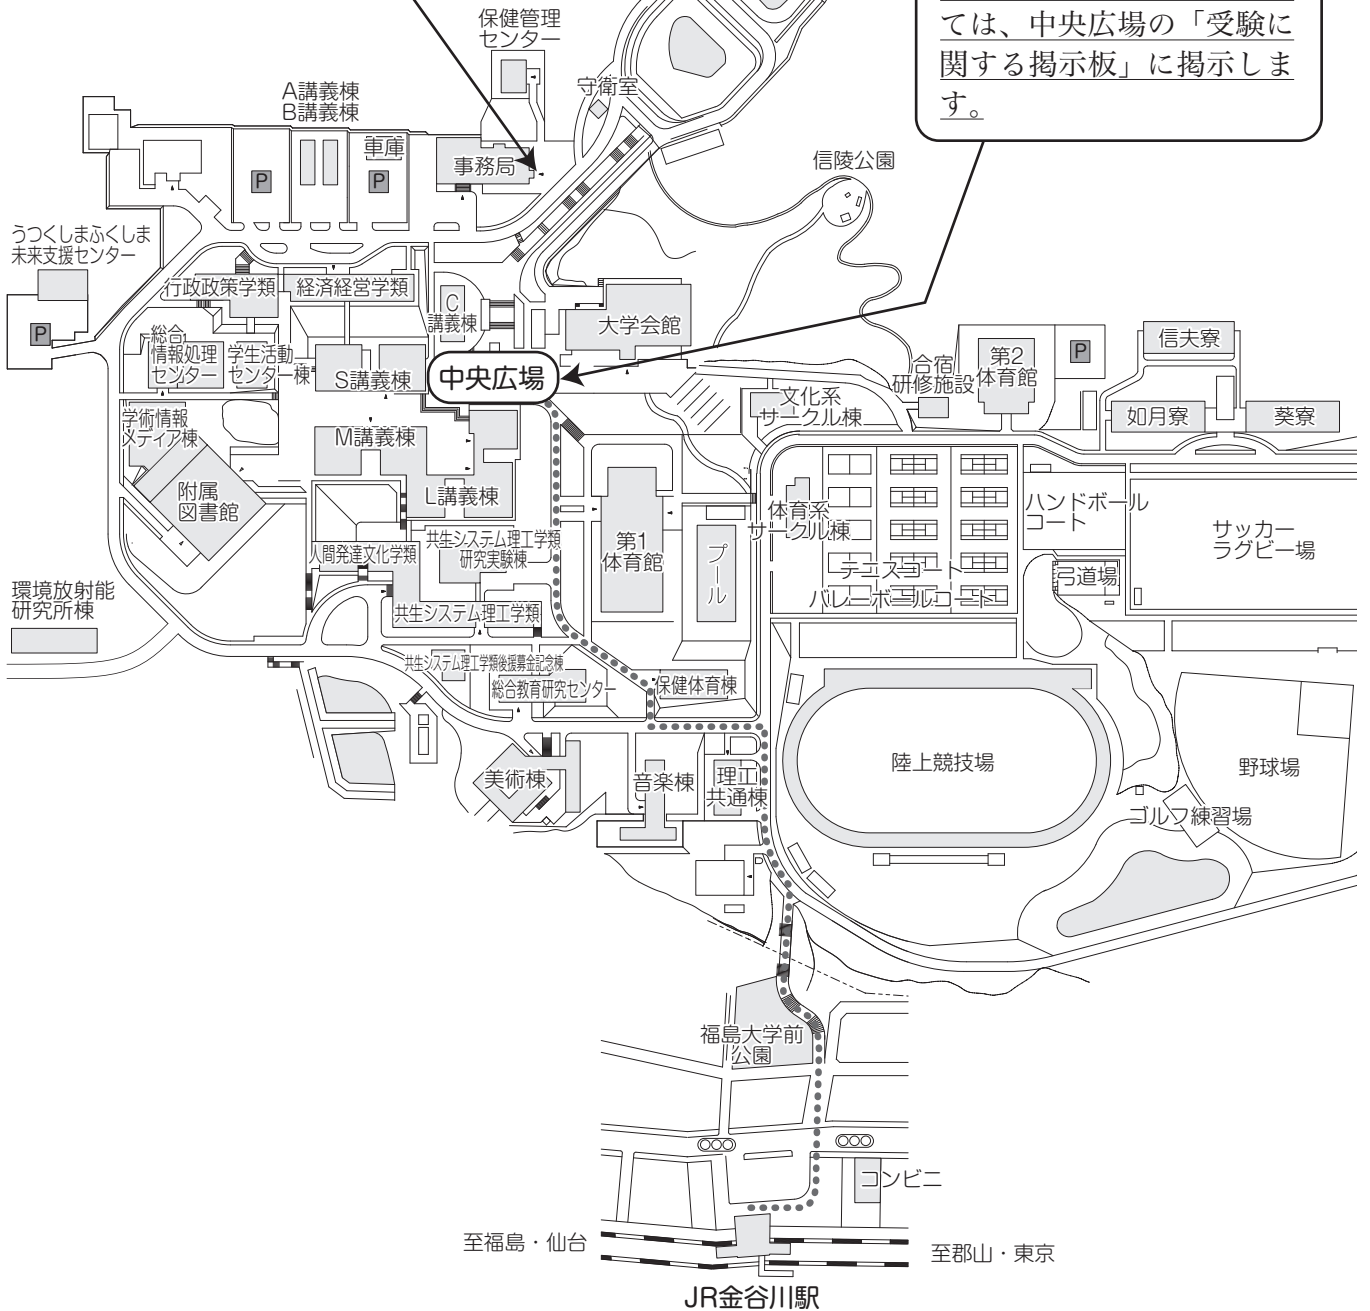 ては、中央広場の「受験に
関する掲示板」に掲示しま
す。
保健管理
センター
守衛室
A講義棟
B講義棟
車庫
事務局
P
P
信陵公園
うつくしまふくしま
未来支援センター
行政政策学類
経済経営学類
C
講義棟
大学会館
P
総合
情報処理
センター
学生活動
センター棟
S講義棟
中央広場
合宿
研修施設
第2
体育館
P
信夫寮
文化系
サークル棟
如月寮
葵寮
学術情報
メディア棟
M講義棟
附属
図書館
L講義棟
体育系
サークル棟
ハンドボール
コート
サッカー
ラグビー場
人間発達文化学類
共生システム理工学類
研究実験棟
第1
体育館
プール
テニスコート
バレーボールコート
弓道場
環境放射能
研究所棟
共生システム理工学類
共生システム理工学類後援募金記念棟
総合教育研究センター
保健体育棟
美術棟
音楽棟
理工
共通棟
陸上競技場
野球場
ゴルフ練習場
福島大学前
公園
コンビニ
至福島・仙台
至郡山・東京
JR金谷川駅